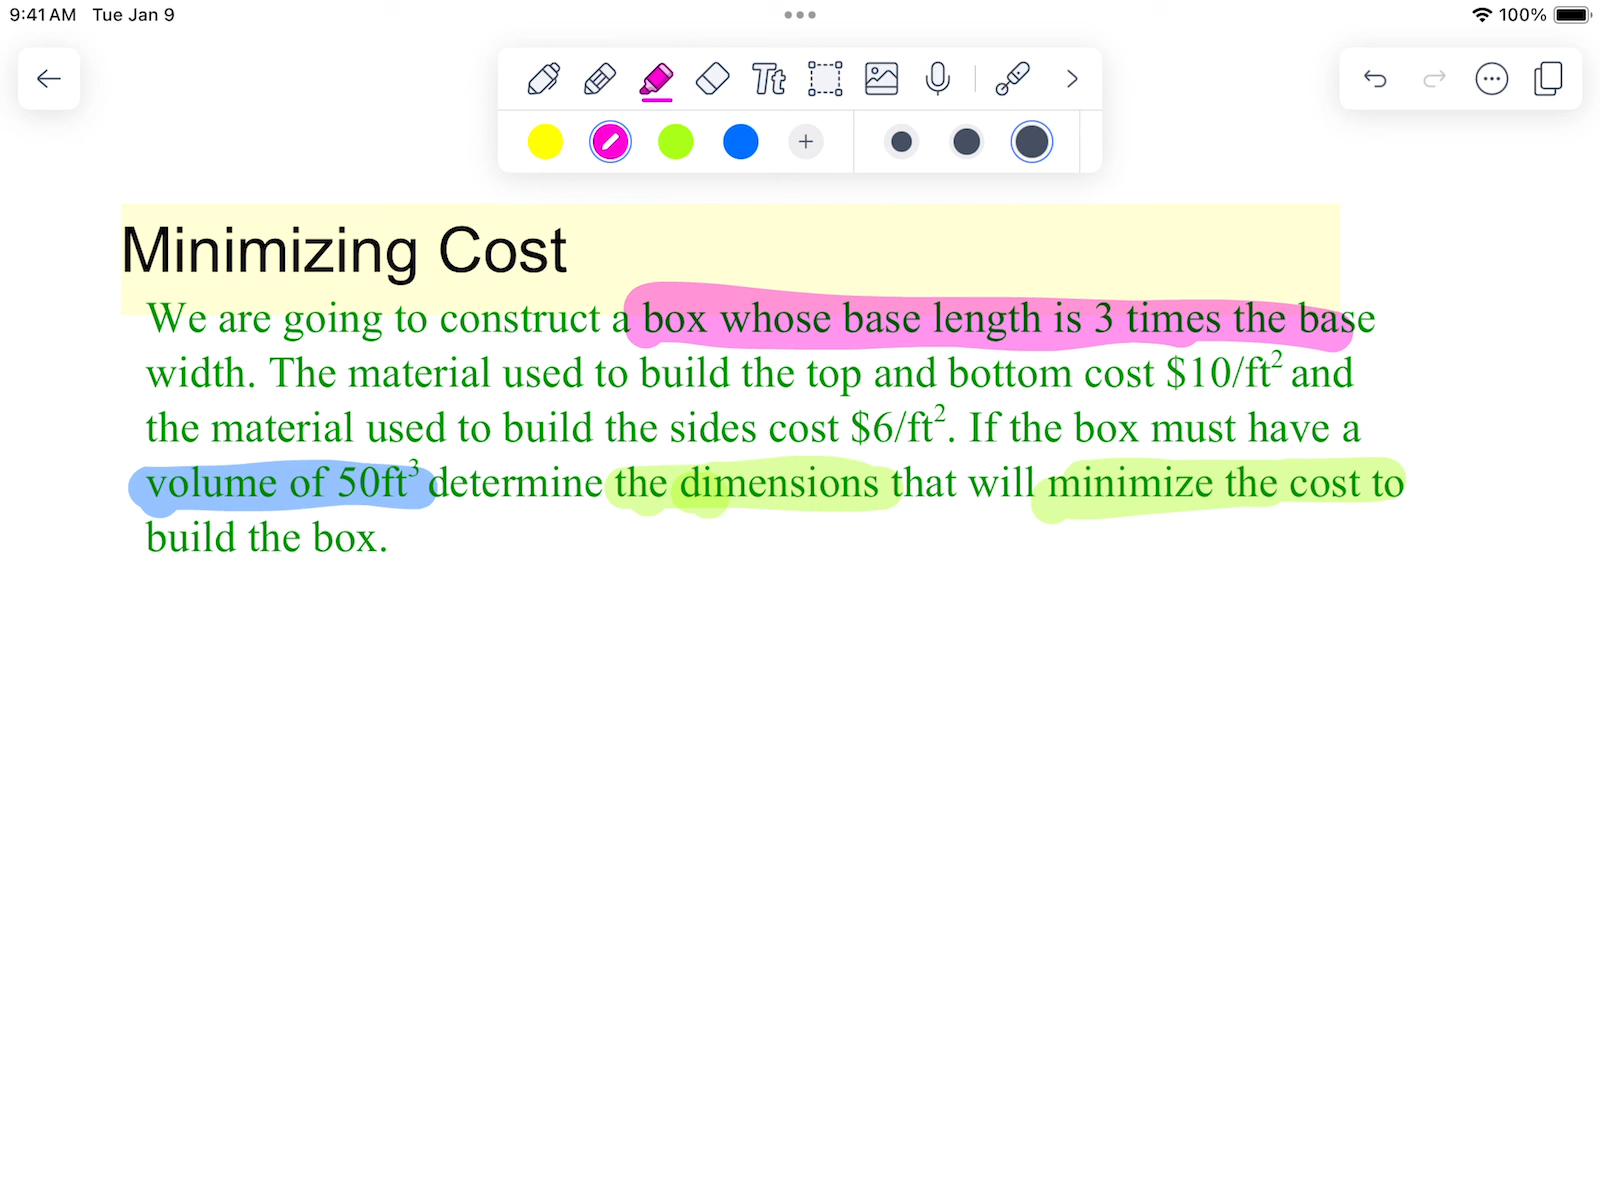 9:41 AM Tue Jan 9
100%
Tt
Minimizing Cost
We are going to construct a box whose base length is 3 times the base
width. The material used to build the top and bottom cost $10/ft² and
the material used to build the sides cost $6/ft². If the box must have a
volume of 50ft³ determine the dimensions that will minimize the cost to
build the box.